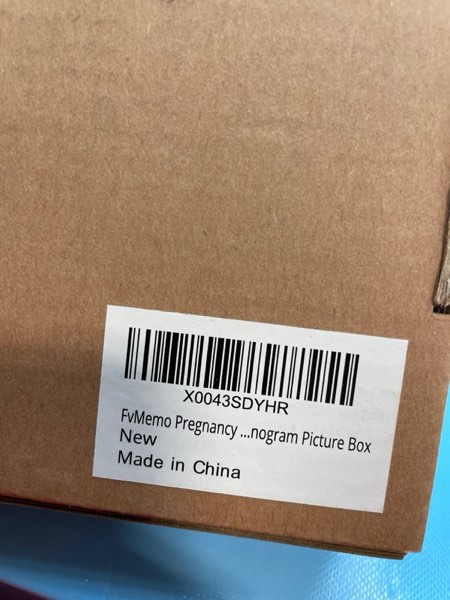 X0043SDYHR
FvMemo Pregnancy ...nogram Picture Box
New
Made in China